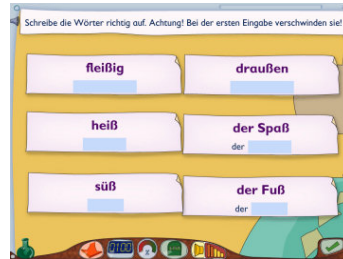 Schreibe die Wörter richtig auf. Achtung! Bei der ersten Eingabe verschwinden sie!
fleißig
draußen
heiß
der Spaß
der
süß
der Fuß
der
0100